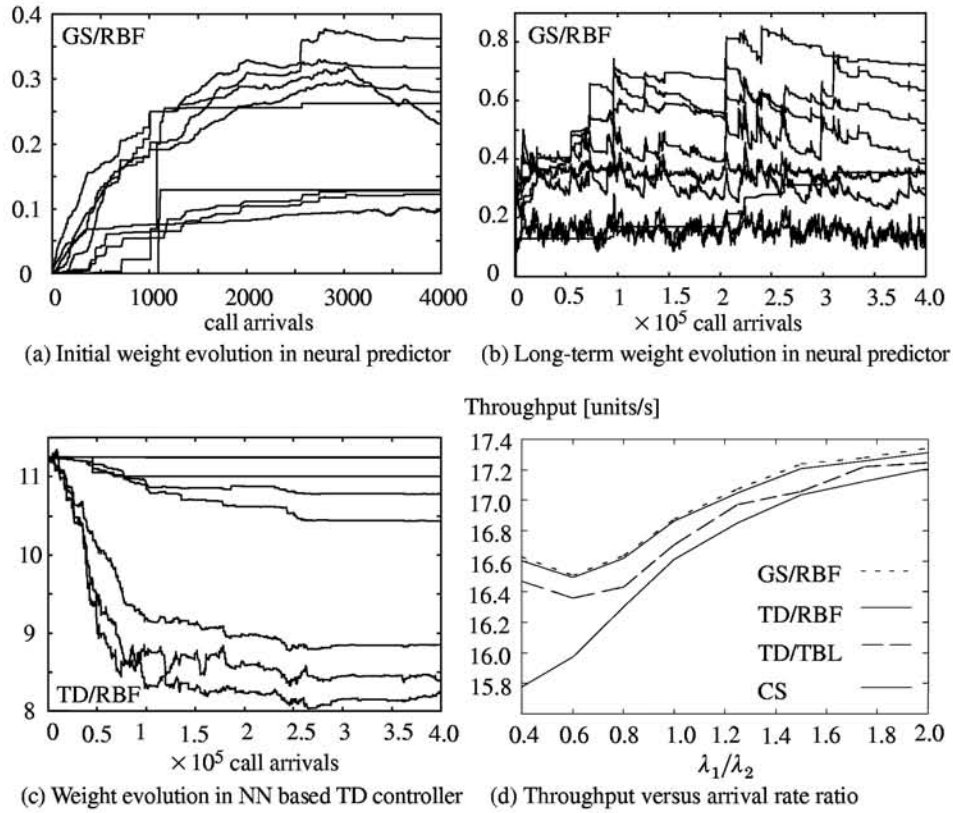 GS/RBF
0.4
0.3
0.2
0.1
0
0 1000 2000 3000 4000
call arrivals
(a) Initial weight evolution in neural predictor
GS/RBF
0.8
0.6
0.4
0.2
0
0 0.5 1 1.5 2 2.5 3 3.5 4.0
× 10⁵ call arrivals
(b) Long-term weight evolution in neural predictor
11
10
9
8
TD/RBF
0 0.5 1 1.5 2 2.5 3 3.5 4.0
× 10⁵ call arrivals
(c) Weight evolution in NN based TD controller
Throughput [units/s]
17.4
17.2
17.0
16.8
16.6
16.4
16.2
16.0
15.8
GS/RBF
TD/RBF
TD/TBL
CS
0.4 0.6 0.8 1.0 1.2 1.4 1.6 1.8 2.0
λ₁/λ₂
(d) Throughput versus arrival rate ratio